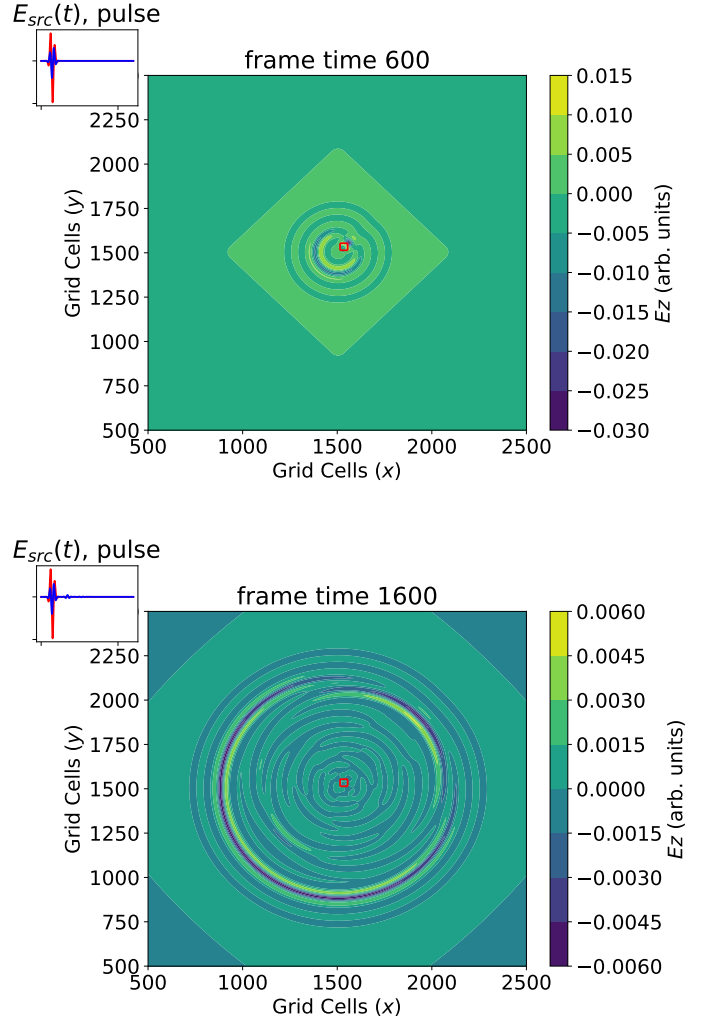 E_src(t), pulse
frame time 600
2250
2000
1750
1500
1250
1000
750
500
Grid Cells (y)
500 1000 1500 2000 2500
Grid Cells (x)
0.015
0.010
0.005
0.000
−0.005
−0.010
−0.015
−0.020
−0.025
−0.030
Ez (arb. units)
E_src(t), pulse
frame time 1600
2250
2000
1750
1500
1250
1000
750
500
Grid Cells (y)
500 1000 1500 2000 2500
Grid Cells (x)
0.0060
0.0045
0.0030
0.0015
0.0000
−0.0015
−0.0030
−0.0045
−0.0060
Ez (arb. units)